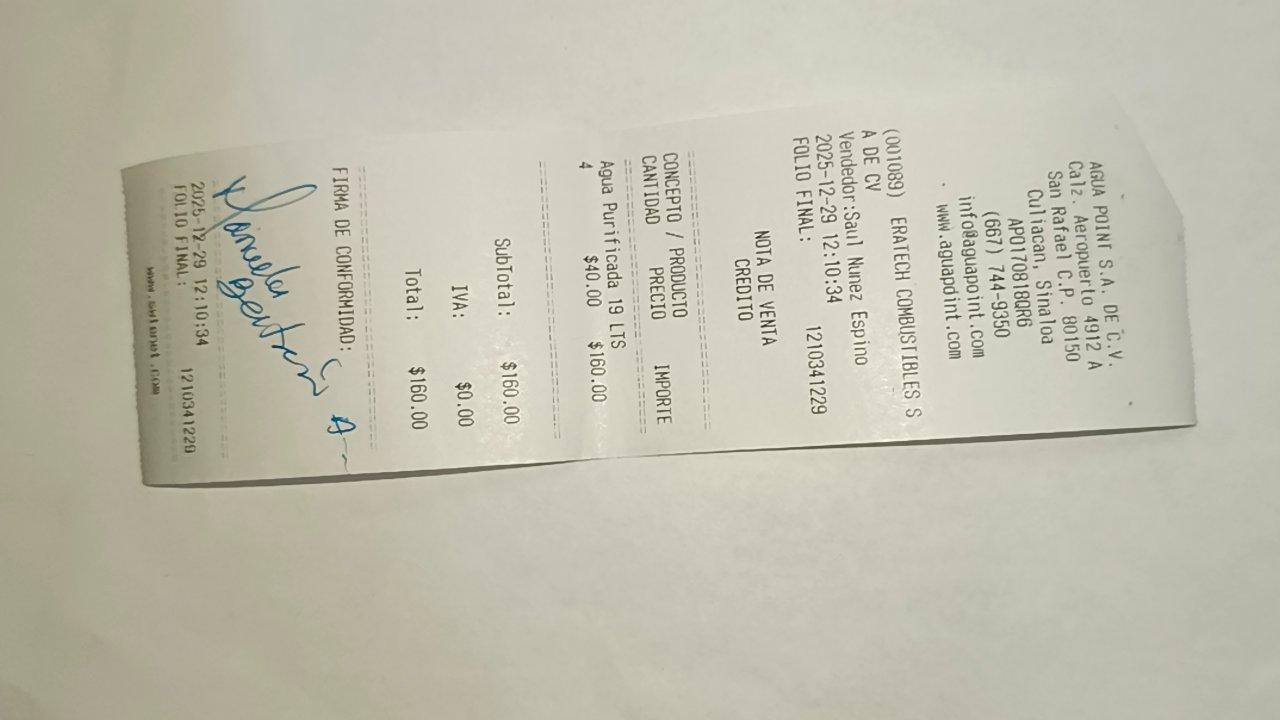 AGUA POINT S.A. DE C.V.
Calz. Aeropuerto 4912 A
San Rafael C.P. 80150
Culiacan, Sinaloa
APO170818QR6
(667) 744-9350
info@aguapoint.com
www.aguapoint.com
(001089) ERATECH COMBUSTIBLES S
A DE CV
Vendedor:Saul Nunez Espino
2025-12-29 12:10:34
FOLIO FINAL: 1210341229
NOTA DE VENTA
CREDITO
CONCEPTO / PRODUCTO
CANTIDAD PRECIO IMPORTE
Agua Purificada 19 LTS
4 $40.00 $160.00
SubTotal: $160.00
IVA: $0.00
Total: $160.00
FIRMA DE CONFORMIDAD:
2025-12-29 12:10:34
FOLIO FINAL: 1210341229